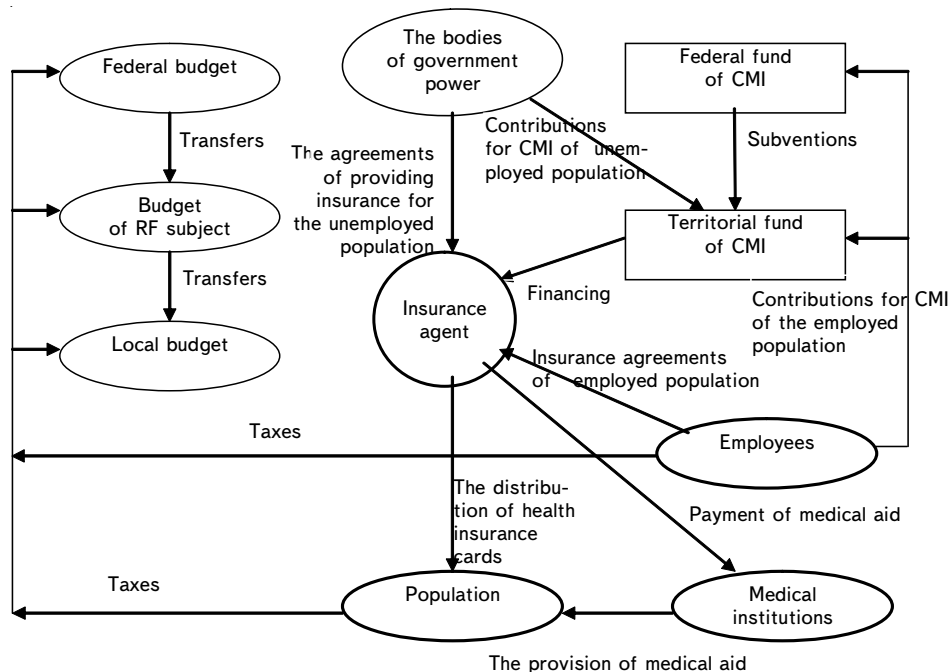 Federal budget
Transfers
Budget
of RF subject
Transfers
Local budget
The bodies
of government
power
The agreements
of providing
insurance for
the unemployed
population
Contributions
for CMI of unem-
ployed population
Federal fund
of CMI
Subventions
Territorial fund
of CMI
Financing
Contributions for CMI
of the employed
population
Insurance
agent
Insurance agreements
of employed population
Employees
Taxes
The distribu-
tion of health
insurance
cards
Payment of medical aid
Taxes
Population
Medical
institutions
The provision of medical aid